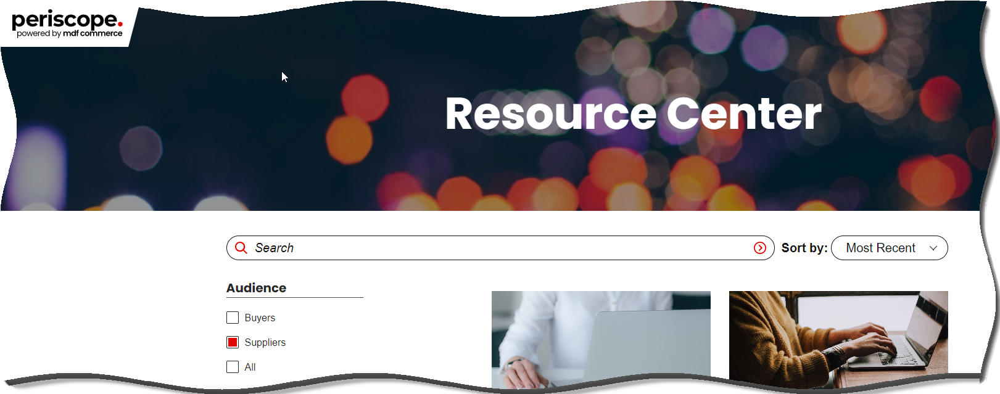 periscope.
powered by mdf commerce
Resource Center
Search
Sort by: Most Recent
Audience
Buyers
Suppliers
All